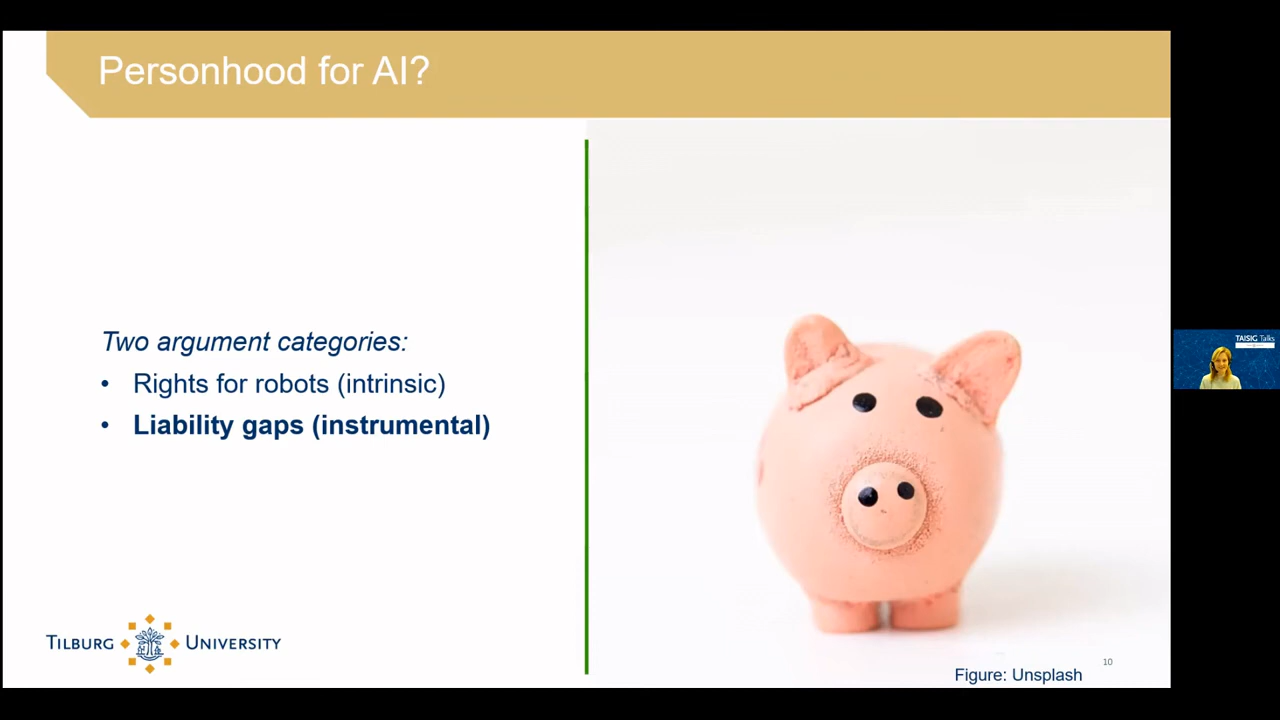 Personhood for AI?
Two argument categories:
• Rights for robots (intrinsic)
• Liability gaps (instrumental)
TILBURG UNIVERSITY
10
Figure: Unsplash
TAISIG Talks